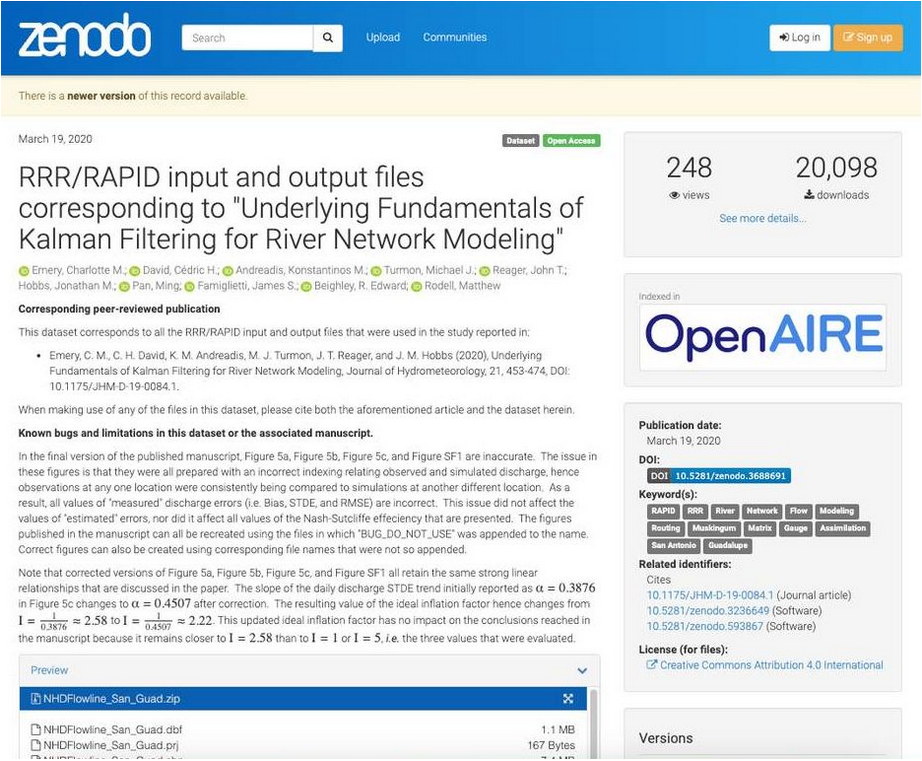 zenodo
Search
Upload
Communities
Log in
Sign up
There is a newer version of this record available.
March 19, 2020
Dataset
Open Access
RRR/RAPID input and output files
corresponding to "Underlying Fundamentals of
Kalman Filtering for River Network Modeling"
Emery, Charlotte M.; David, Cédric H.; Andreadis, Konstantinos M.; Turmon, Michael J.; Reager, John T.;
Hobbs, Jonathan M.; Pan, Ming; Famiglietti, James S.; Beighley, R. Edward; Rodell, Matthew
Corresponding peer-reviewed publication
This dataset corresponds to all the RRR/RAPID input and output files that were used in the study reported in:
• Emery, C. M., C. H. David, K. M. Andreadis, M. J. Turmon, J. T. Reager, and J. M. Hobbs (2020), Underlying
Fundamentals of Kalman Filtering for River Network Modeling, Journal of Hydrometeorology, 21, 453-474, DOI:
10.1175/JHM-D-19-0084.1.
When making use of any of the files in this dataset, please cite both the aforementioned article and the dataset herein.
Known bugs and limitations in this dataset or the associated manuscript.
In the final version of the published manuscript, Figure 5a, Figure 5b, Figure 5c, and Figure SF1 are inaccurate. The issue in
these figures is that they were all prepared with an incorrect indexing relating observed and simulated discharge, hence
observations at any one location were consistently being compared to simulations at another different location. As a
result, all values of "measured" discharge errors (i.e. Bias, STDE, and RMSE) are incorrect. This issue did not affect the
values of "estimated" errors, nor did it affect all values of the Nash-Sutcliffe effeciency that are presented. The figures
published in the manuscript can all be recreated using the files in which "BUG_DO_NOT_USE" was appended to the name.
Correct figures can also be created using corresponding file names that were not so appended.
Note that corrected versions of Figure 5a, Figure 5b, Figure 5c, and Figure SF1 all retain the same strong linear
relationships that are discussed in the paper. The slope of the daily discharge STDE trend initially reported as α = 0.3876
in Figure 5c changes to α = 0.4507 after correction. The resulting value of the ideal inflation factor hence changes from
I = 1/0.3876 ≈ 2.58 to I = 1/0.4507 ≈ 2.22. This updated ideal inflation factor has no impact on the conclusions reached in
the manuscript because it remains closer to I = 2.58 than to I = 1 or I = 5, i.e. the three values that were evaluated.
Preview
NHDFlowline_San_Guad.zip
NHDFlowline_San_Guad.dbf 1.1 MB
NHDFlowline_San_Guad.prj 167 Bytes
248 20,098
views downloads
See more details...
Indexed in
OpenAIRE
Publication date:
March 19, 2020
DOI:
DOI 10.5281/zenodo.3688691
Keyword(s):
RAPID RRR River Network Flow Modeling
Routing Muskingum Matrix Gauge Assimilation
San Antonio Guadalupe
Related identifiers:
Cites
10.1175/JHM-D-19-0084.1 (Journal article)
10.5281/zenodo.3236649 (Software)
10.5281/zenodo.593867 (Software)
License (for files):
Creative Commons Attribution 4.0 International
Versions